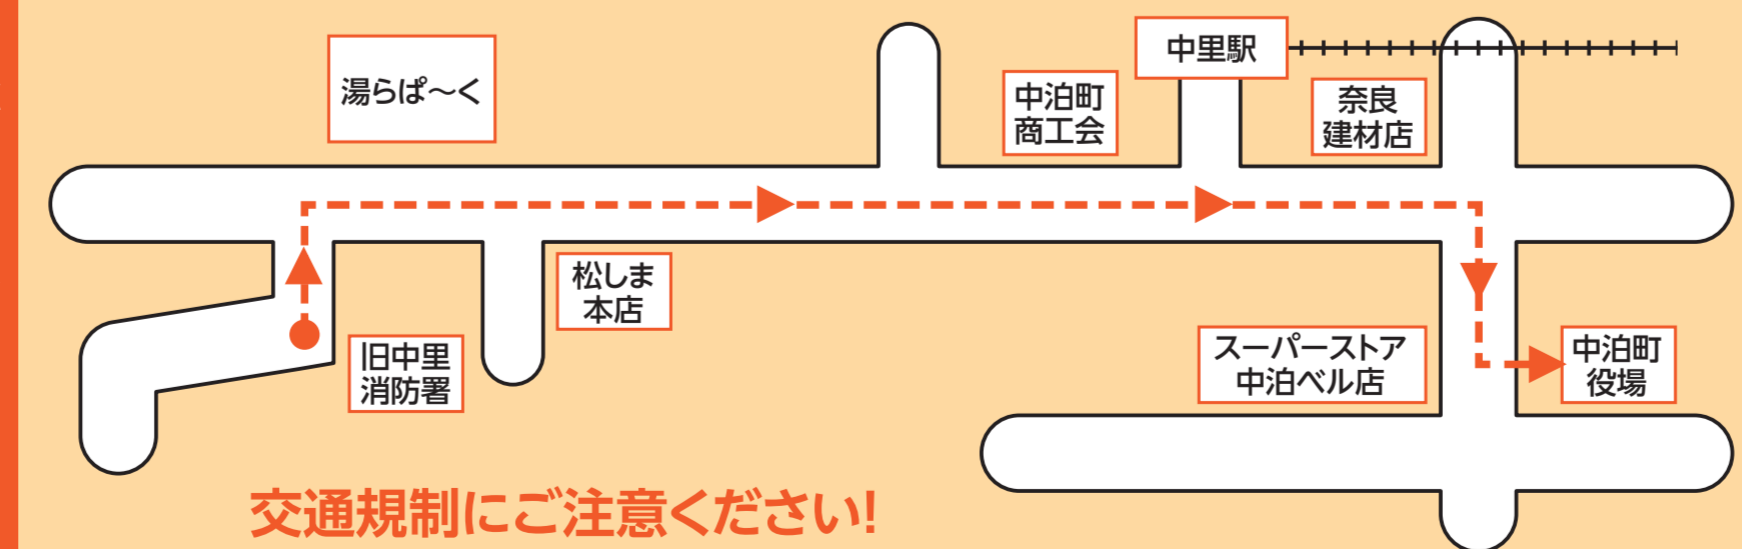 湯らぱ〜く
中里駅
中泊町
商工会
奈良
建材店
松しま
本店
旧中里
消防署
スーパーストア
中泊ベル店
中泊町
役場
交通規制にご注意ください!